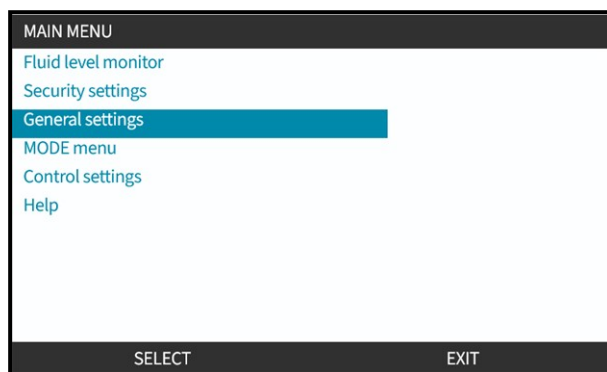 MAIN MENU
Fluid level monitor
Security settings
General settings
MODE menu
Control settings
Help
SELECT EXIT